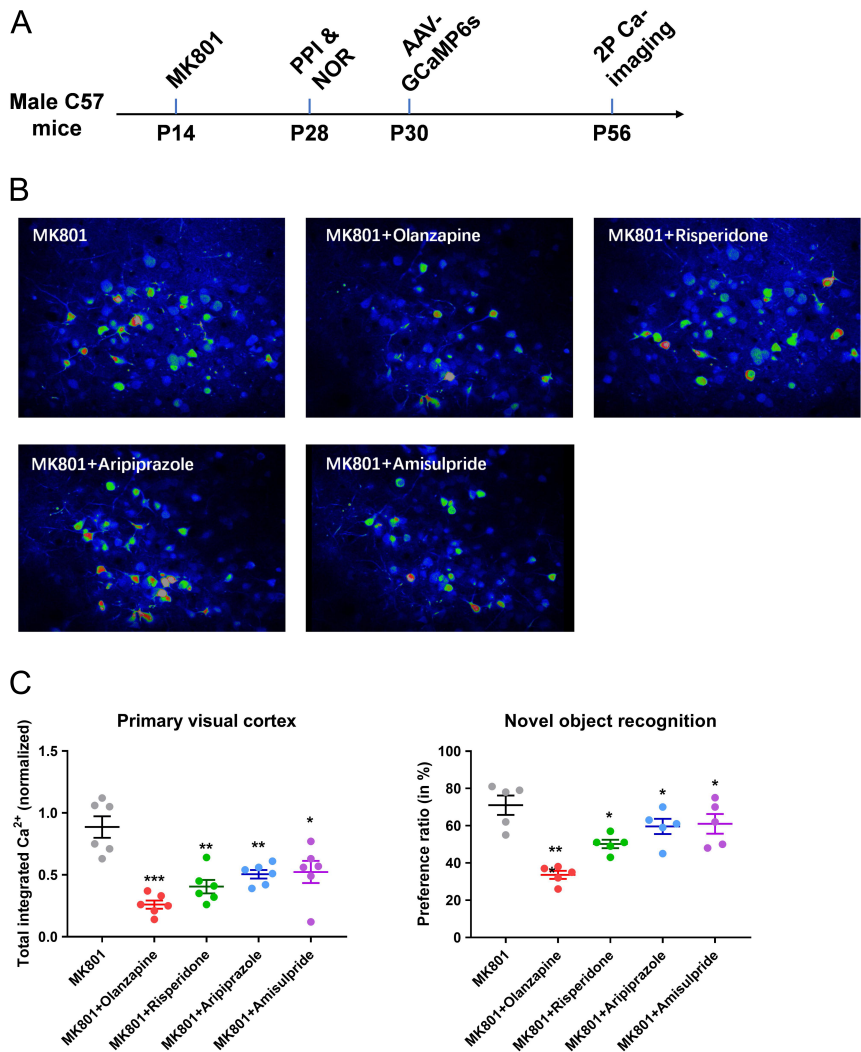 A
MK801
PPI &
NOR
AAV-
GCaMP6s
2P Ca-
imaging
Male C57
mice
P14
P28
P30
P56
B
MK801
MK801+Olanzapine
MK801+Risperidone
MK801+Aripiprazole
MK801+Amisulpride
C
Primary visual cortex
Total integrated Ca²⁺ (normalized)
1.5
1.0
0.5
0.0
***
**
**
*
MK801
MK801+Olanzapine
MK801+Risperidone
MK801+Aripiprazole
MK801+Amisulpride
Novel object recognition
Preference ratio (in %)
100
80
60
40
20
0
**
*
*
*
*
MK801
MK801+Olanzapine
MK801+Risperidone
MK801+Aripiprazole
MK801+Amisulpride